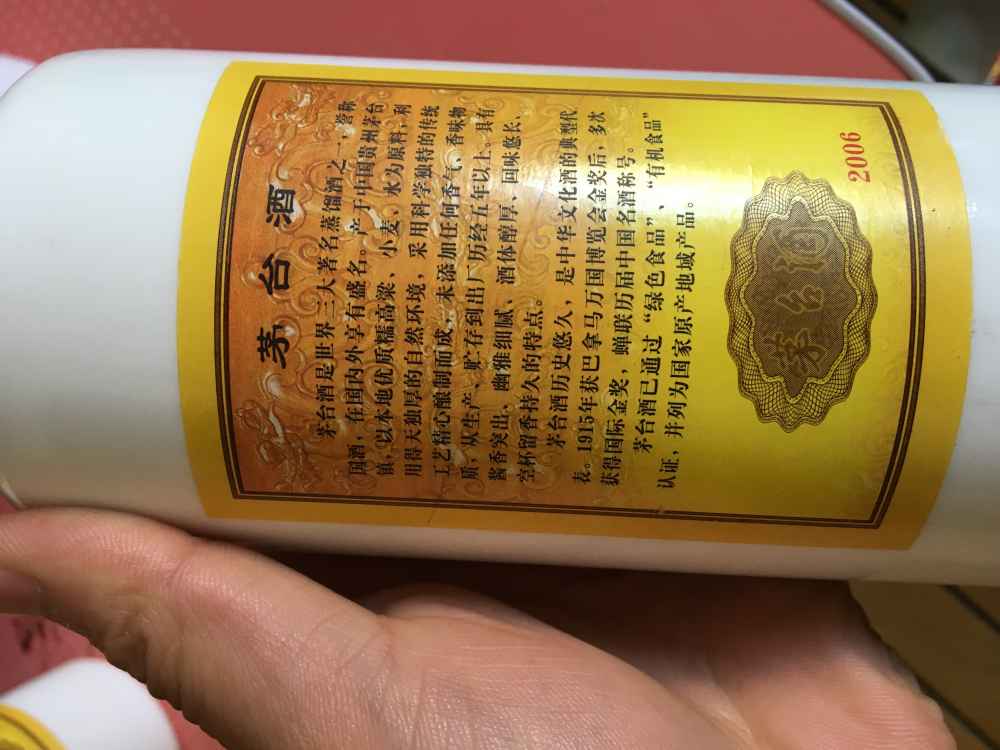 茅台酒
茅台酒是世界三大著名蒸馏酒之一，誉称
国酒，在国内外享有盛名。产于中国贵州茅台
镇，以本地优质糯高粱、小麦、水为原料，利
用得天独厚的自然环境，采用科学独特的传统
工艺精心酿制而成，未添加任何香气、香味物
质，从生产、贮存到出厂历经五年以上。具有
酱香突出、幽雅细腻、酒体醇厚、回味悠长、
空杯留香持久的特点。
茅台酒历史悠久，是中华文化酒的典型代
表。1915年获巴拿马万国博览会金奖后，多次
获得国际金奖，蝉联历届中国名酒称号。
茅台酒已通过“绿色食品”、“有机食品”
认证，并列为国家原产地域产品。
茅台酒
2006